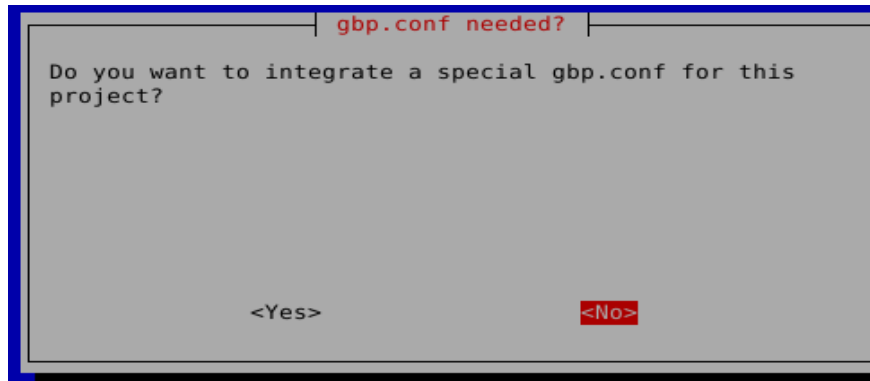 gbp.conf needed?
Do you want to integrate a special gbp.conf for this
project?
<Yes> <No>